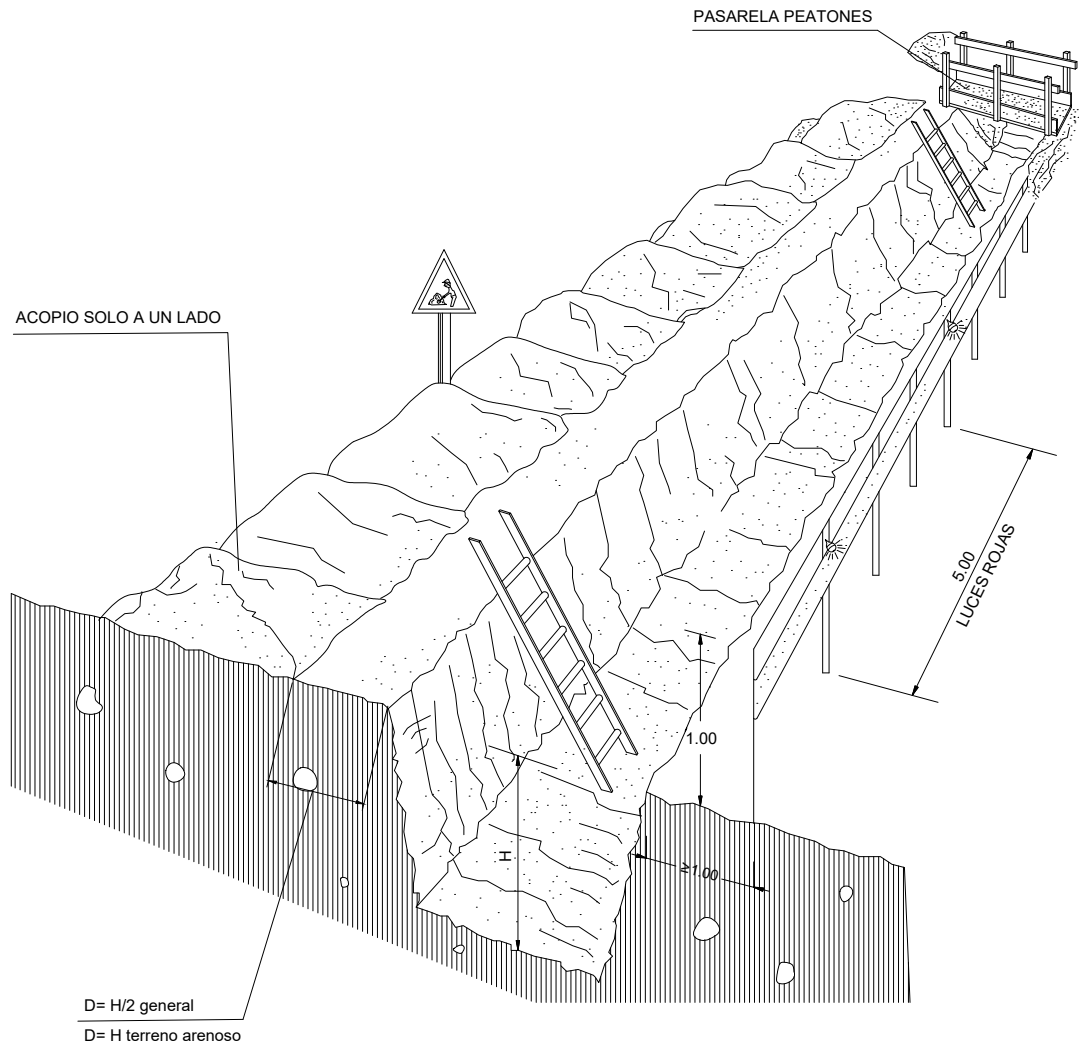 PASARELA PEATONES
ACOPIO SOLO A UN LADO
5.00
LUCES ROJAS
1.00
H
≥1.00
D= H/2 general
D= H terreno arenoso